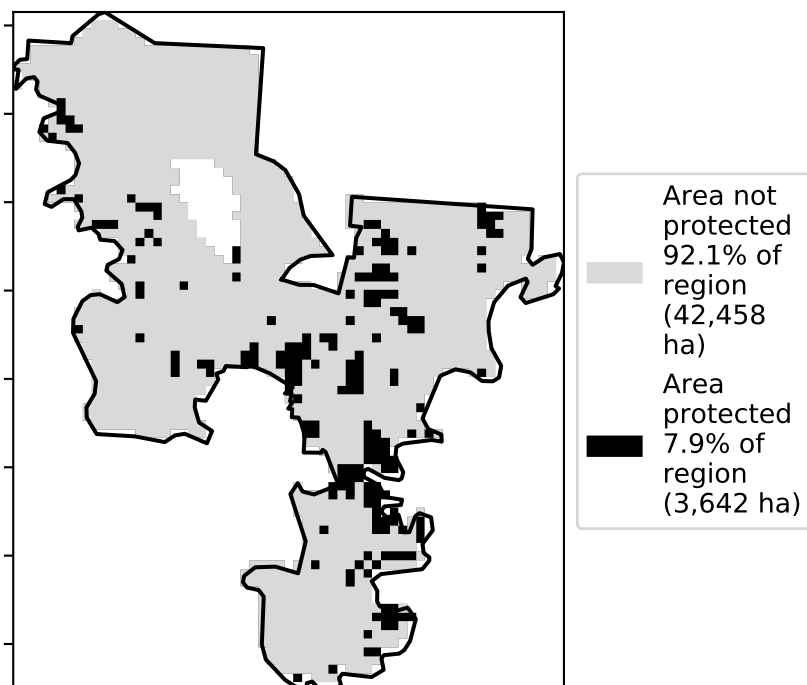 Area not
protected
92.1% of
region
(42,458
ha)
Area
protected
7.9% of
region
(3,642 ha)